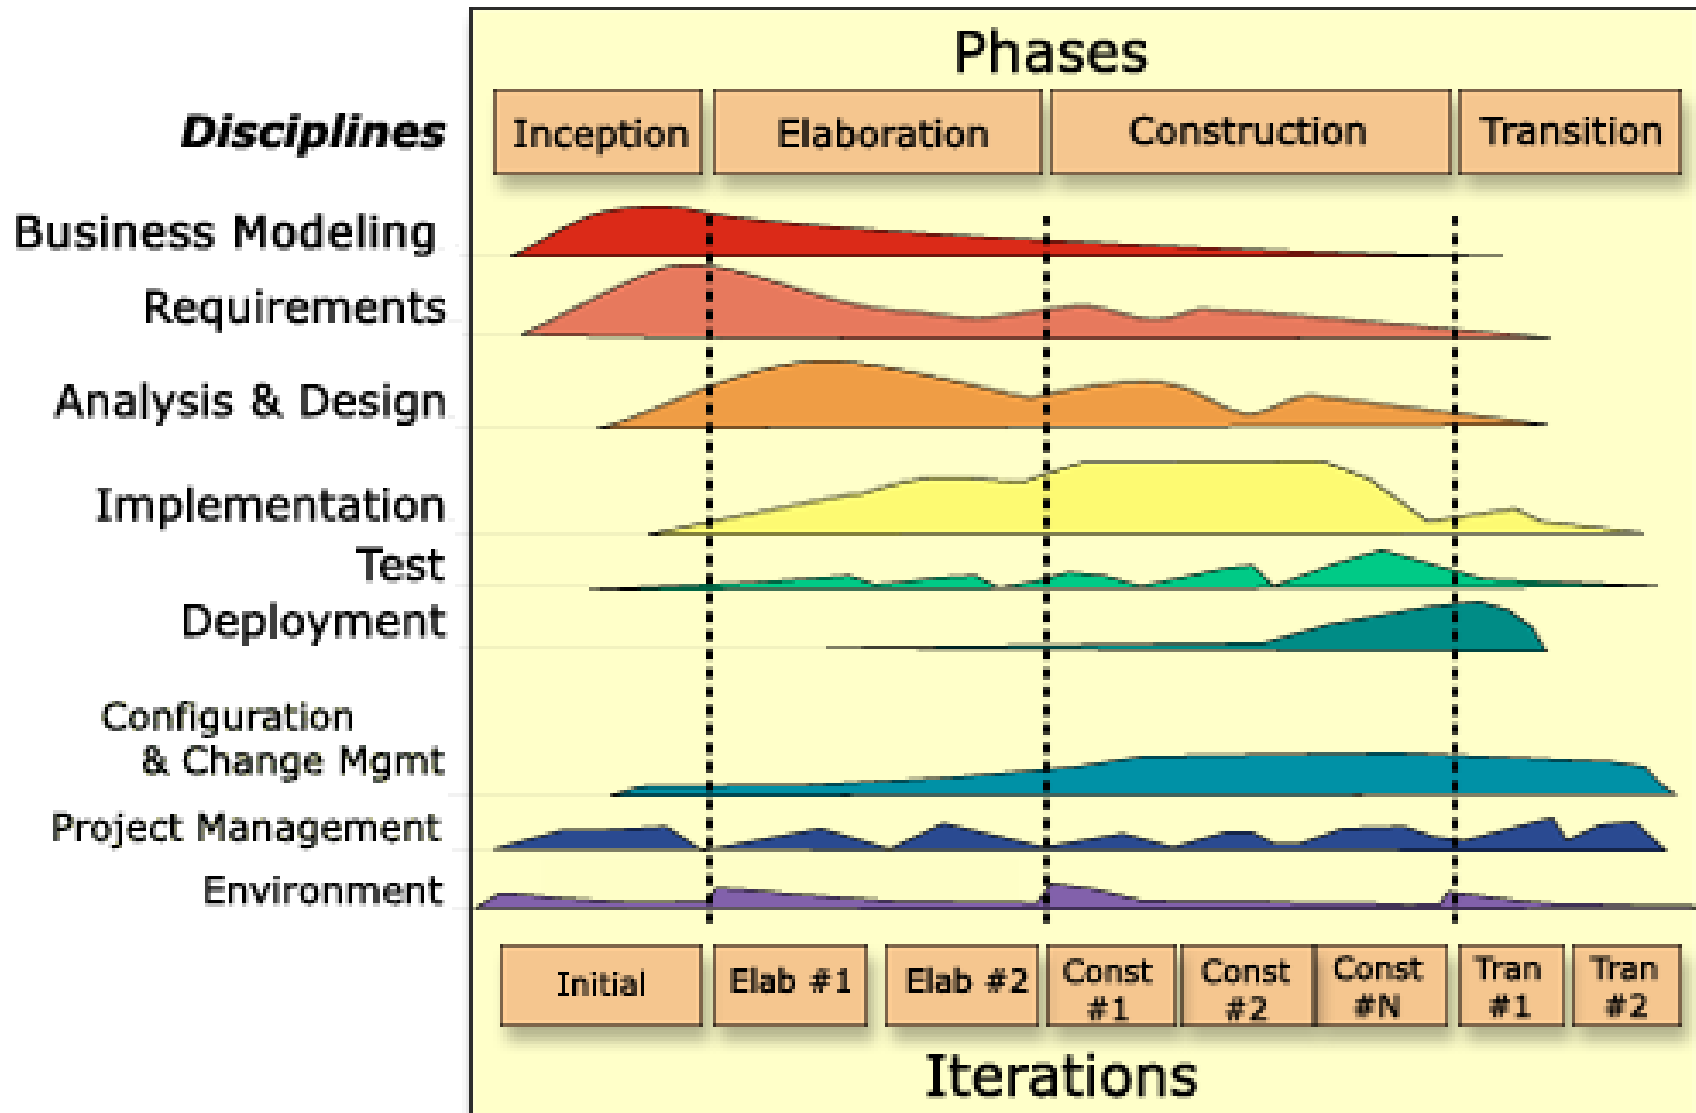 Phases
Disciplines
Inception
Elaboration
Construction
Transition
Business Modeling
Requirements
Analysis & Design
Implementation
Test
Deployment
Configuration
& Change Mgmt
Project Management
Environment
Initial
Elab #1
Elab #2
Const
#1
Const
#2
Const
#N
Tran
#1
Tran
#2
Iterations